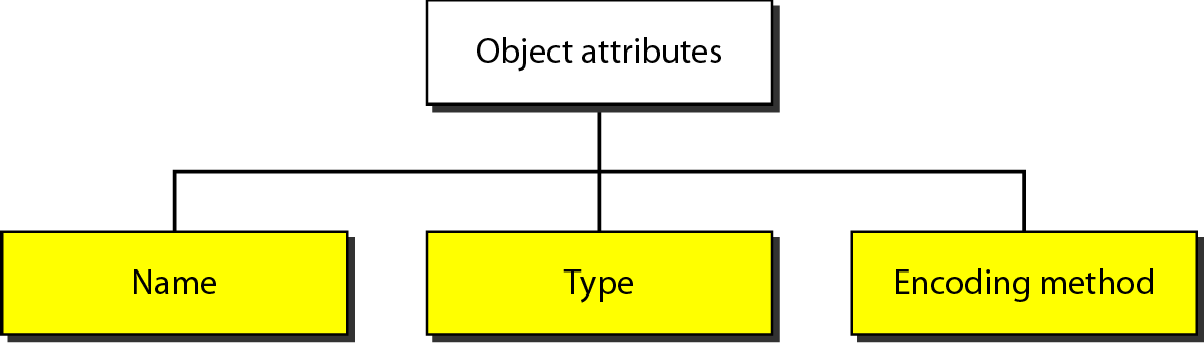 Object attributes
Name
Type
Encoding method